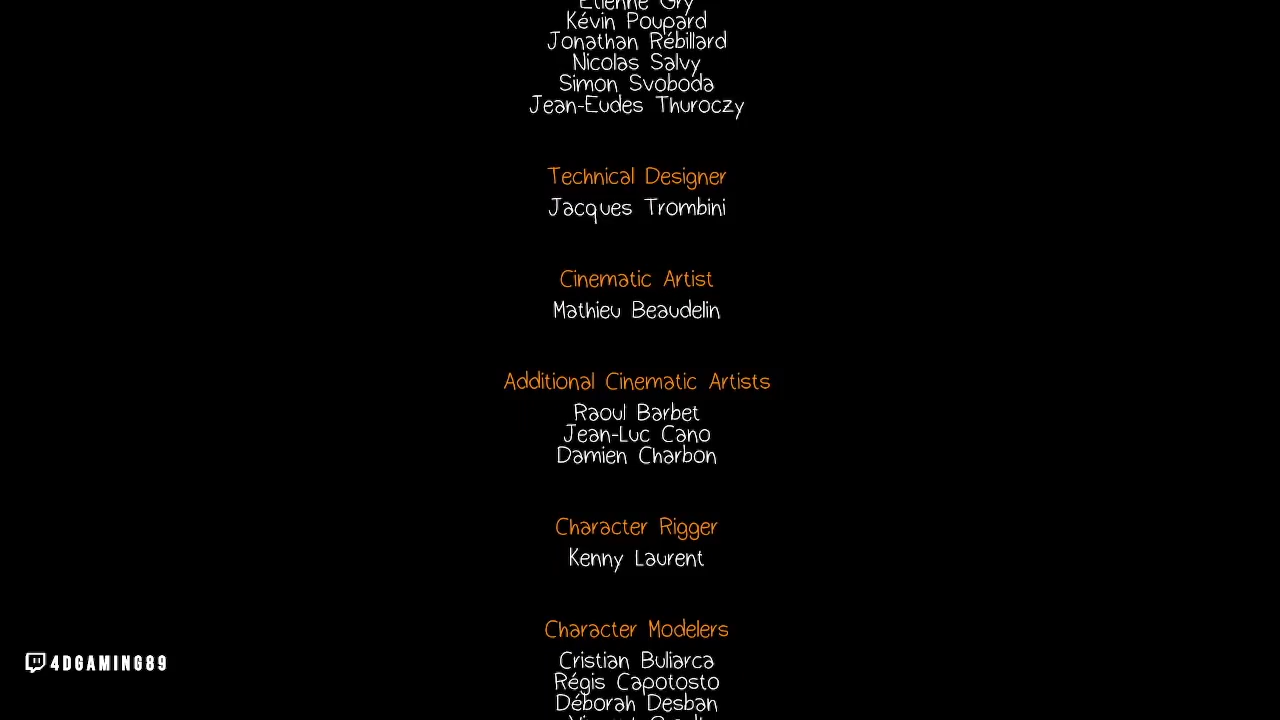 Etienne Gry
Kévin Poupard
Jonathan Rébillard
Nicolas Salvy
Simon Svoboda
Jean-Eudes Thuroczy
Technical Designer
Jacques Trombini
Cinematic Artist
Mathieu Beaudelin
Additional Cinematic Artists
Raoul Barbet
Jean-Luc Cano
Damien Charbon
Character Rigger
Kenny Laurent
Character Modelers
Cristian Buliarca
Régis Capotosto
Déborah Desban
4DGAMING89